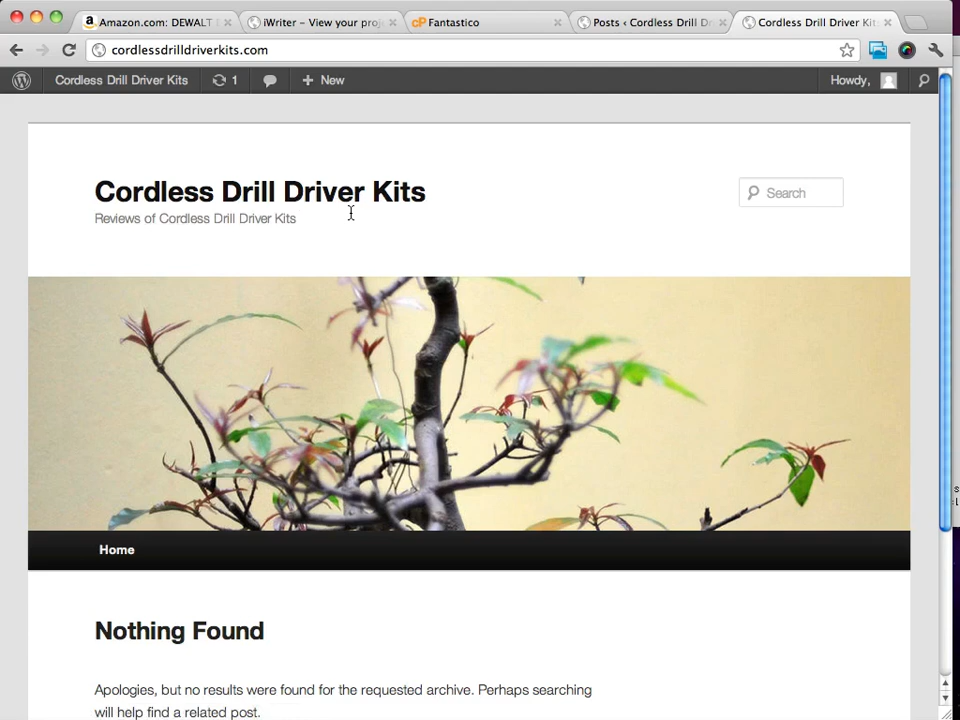 Amazon.com: DEWALT
iWriter - View your proj
cP Fantastico
Posts ‹ Cordless Drill Dr
Cordless Drill Driver Kit
cordlessdrilldriverkits.com
Cordless Drill Driver Kits
1
+ New
Howdy,
Cordless Drill Driver Kits
Reviews of Cordless Drill Driver Kits
Search
Home
Nothing Found
Apologies, but no results were found for the requested archive. Perhaps searching
will help find a related post.